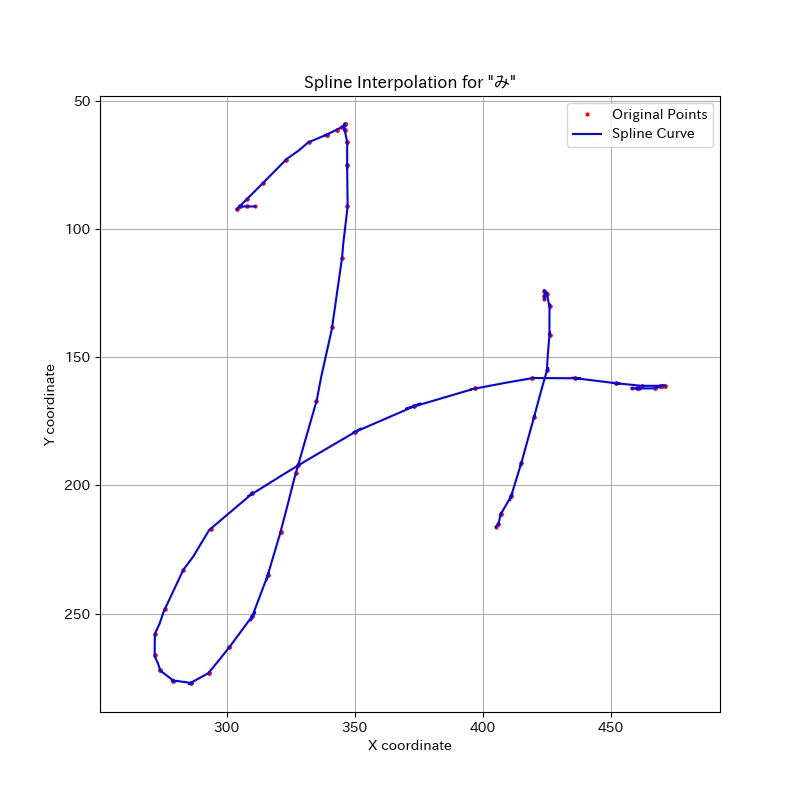 Spline Interpolation for "み"
Original Points
Spline Curve
Y coordinate
50
100
150
200
250
み
300
350
400
450
X coordinate